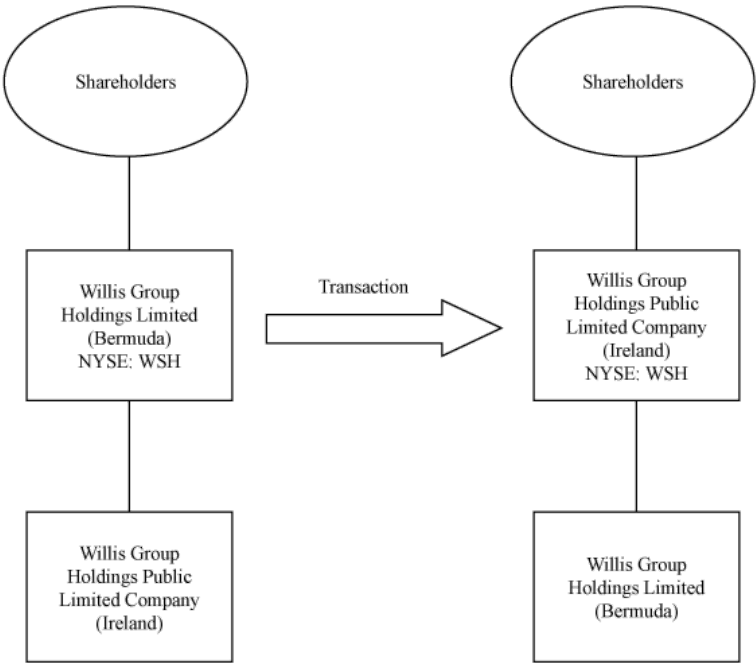 Shareholders
Shareholders
Willis Group
Holdings Limited
(Bermuda)
NYSE: WSH
Transaction
Willis Group
Holdings Public
Limited Company
(Ireland)
NYSE: WSH
Willis Group
Holdings Public
Limited Company
(Ireland)
Willis Group
Holdings Limited
(Bermuda)